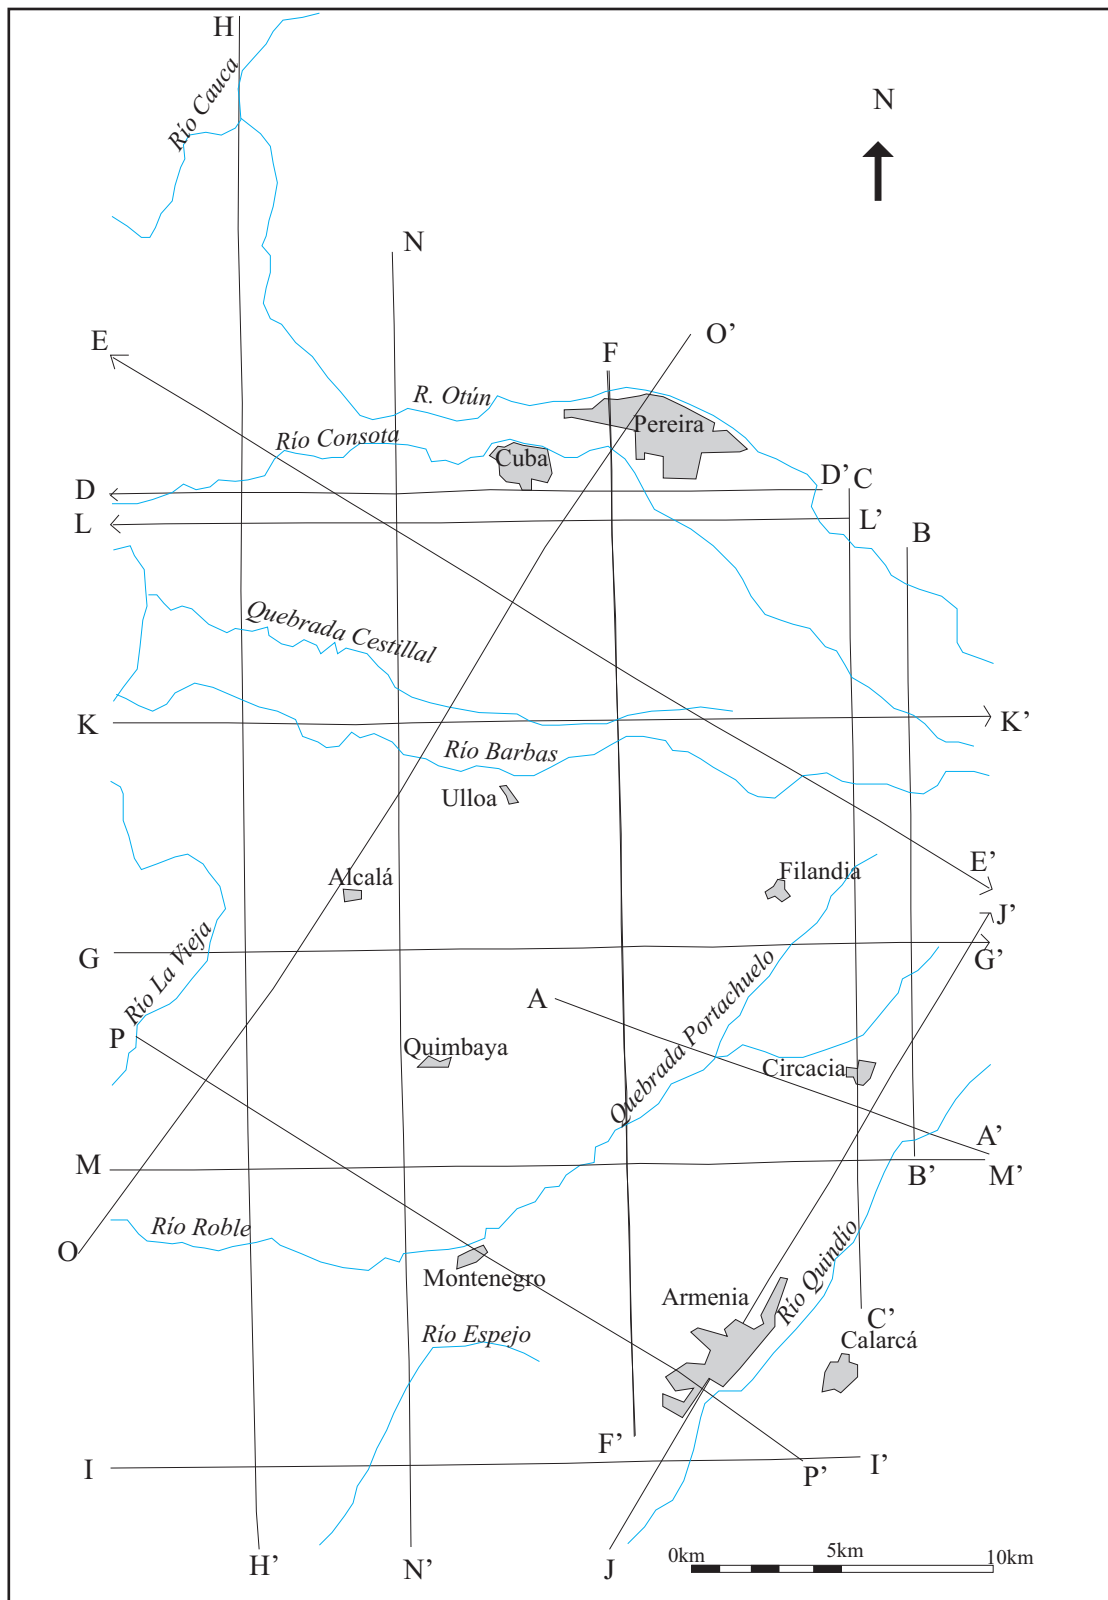 H
Río Cauca
N
N
E
O’
F
R. Otún
Pereira
Río Consota
Cuba
D
D’
C
L
L’
B
Quebrada Cestillal
K
K’
Río Barbas
Ulloa
Alcalá
Filandia
E’
J’
G
G’
Río La Vieja
A
P
Quimbaya
Quebrada Portachuelo
Circacia
A’
M
B’
M’
Río Roble
O
Montenegro
Armenia
Río Quindío
C’
Río Espejo
Calarcá
F’
I
P’
I’
H’
N’
J
0km
5km
10km